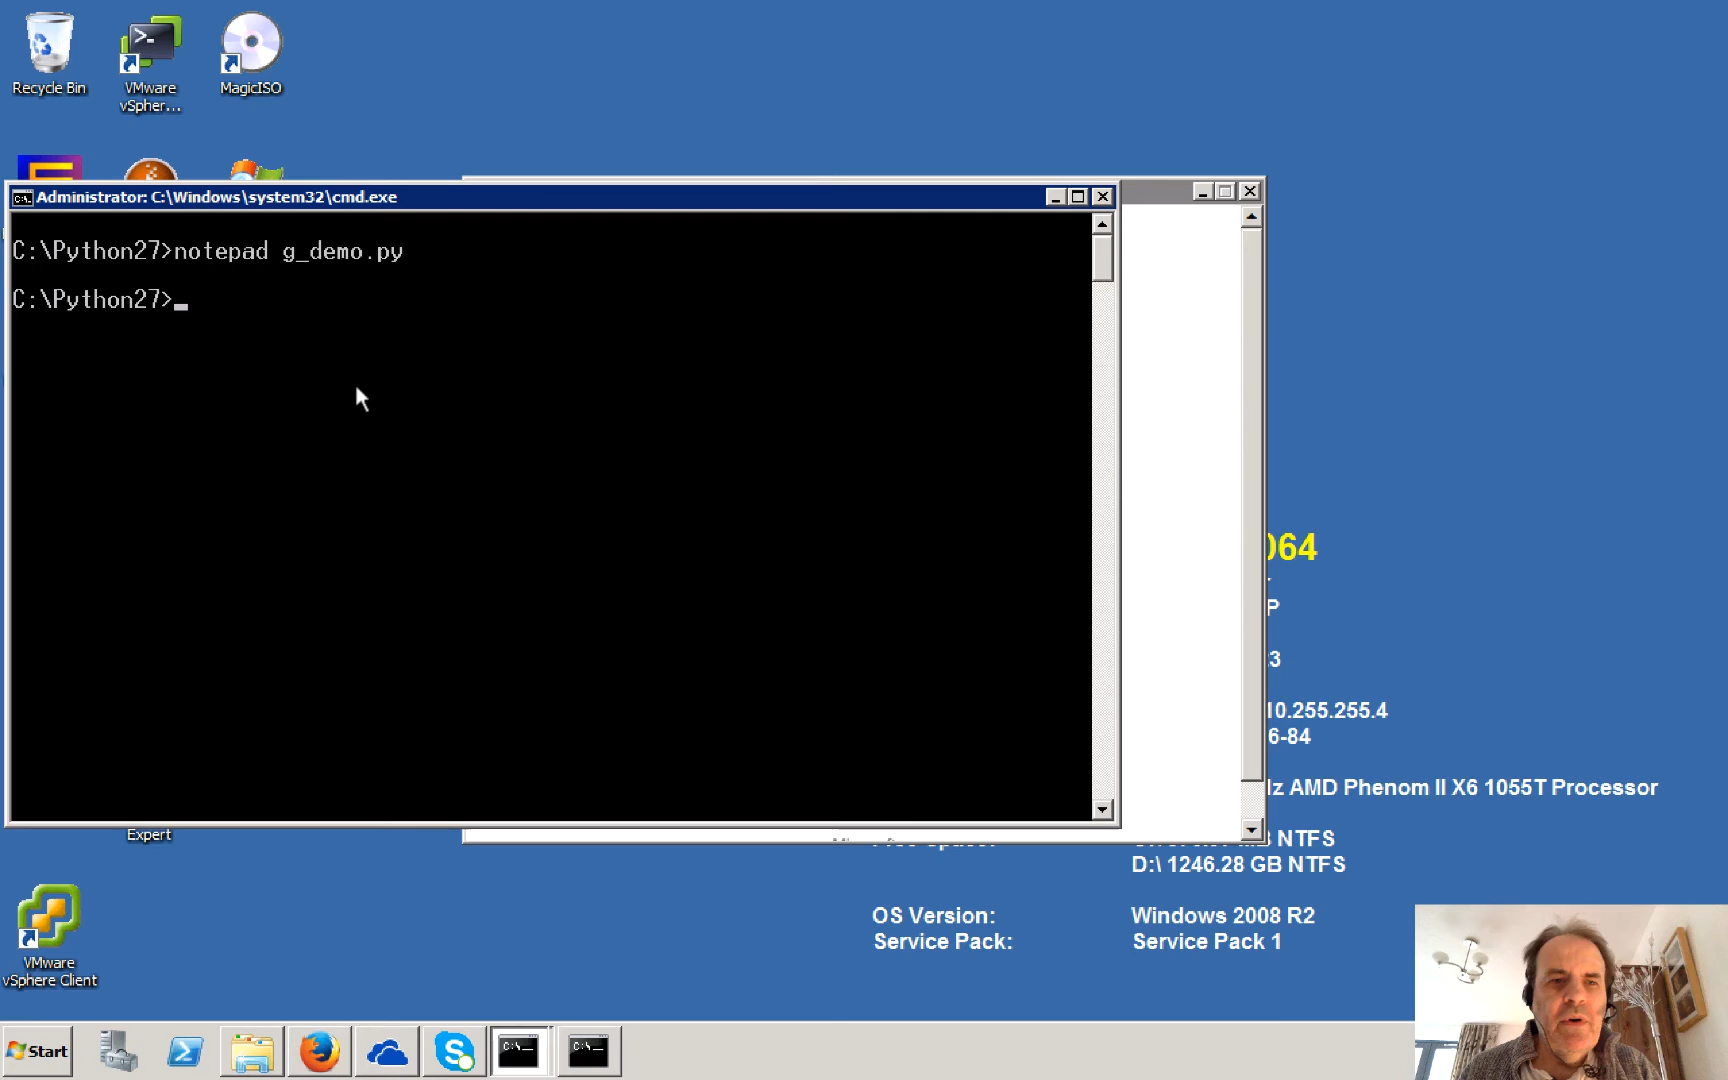 Recycle Bin
VMware
vSpher...
MagicISO
Administrator: C:\Windows\system32\cmd.exe
C:\Python27>notepad g_demo.py
C:\Python27>_
064
P
.3
10.255.255.4
6-84
Iz AMD Phenom II X6 1055T Processor
Expert
B NTFS
D:\ 1246.28 GB NTFS
OS Version: Windows 2008 R2
Service Pack: Service Pack 1
VMware
vSphere Client
Start